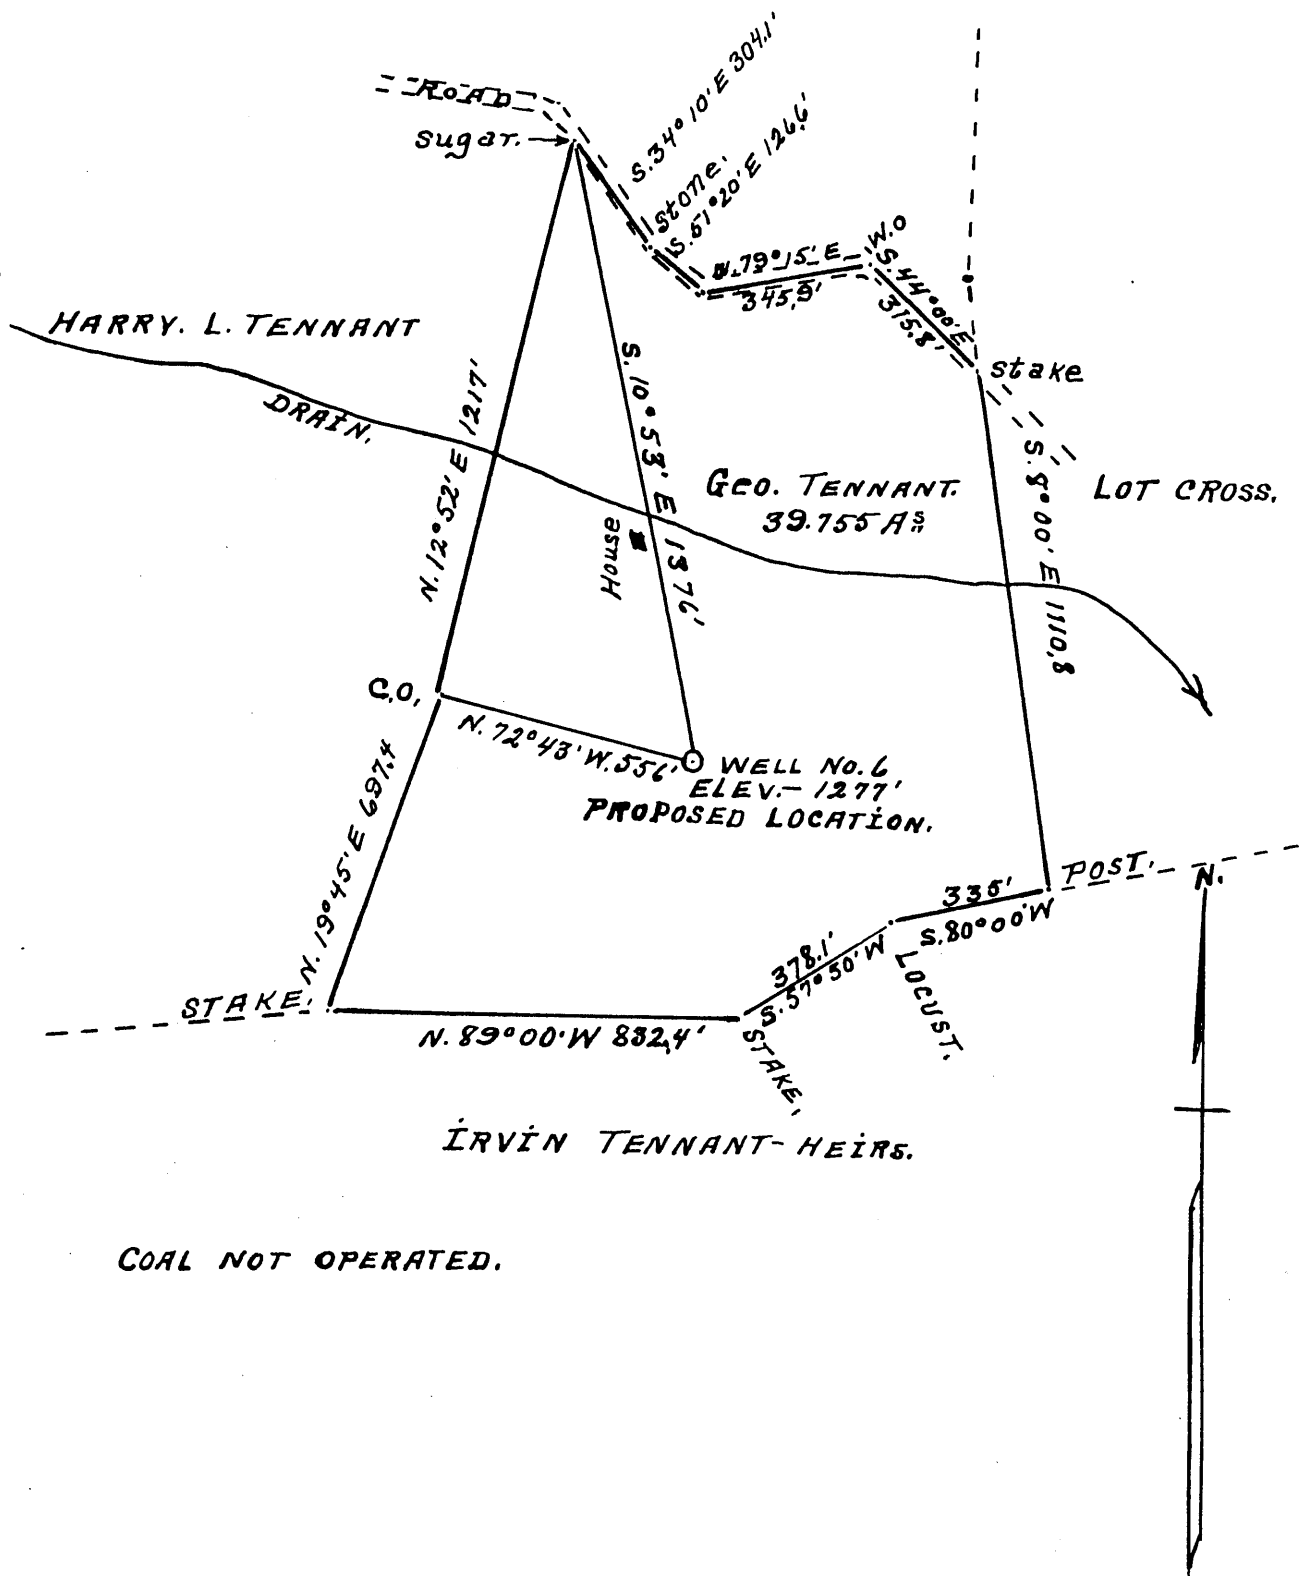 ROAD
sugar.
S. 34° 10' E 304.1'
stone.
S. 51° 20' E 126.6'
N. 79° 15' E
345.9'
W.O
S. 44° 00' E
315.8'
stake
HARRY. L. TENNANT
DRAIN.
N. 12° 52' E 1217'
S. 10° 53' E 1376'
House
Geo. TENNANT.
39.755 As
S. 8° 00' E 1110.8
LOT CROSS.
C.O.
N. 72° 43' W. 556'
WELL No. 6
ELEV.- 1277'
PROPOSED LOCATION.
N. 19° 45' E 697.4
POST.
N.
335'
S. 80° 00' W
378.1'
S. 57° 50' W
LOCUST.
STAKE.
N. 89° 00' W 832.4'
STAKE.
IRVIN TENNANT- HEIRS.
COAL NOT OPERATED.